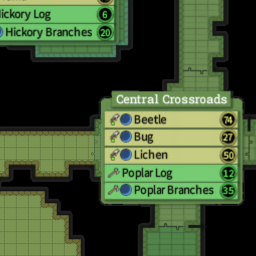 Hickory Log 6
Hickory Branches 20
Central Crossroads
Beetle 74
Bug 27
Lichen 50
Poplar Log 12
Poplar Branches 35